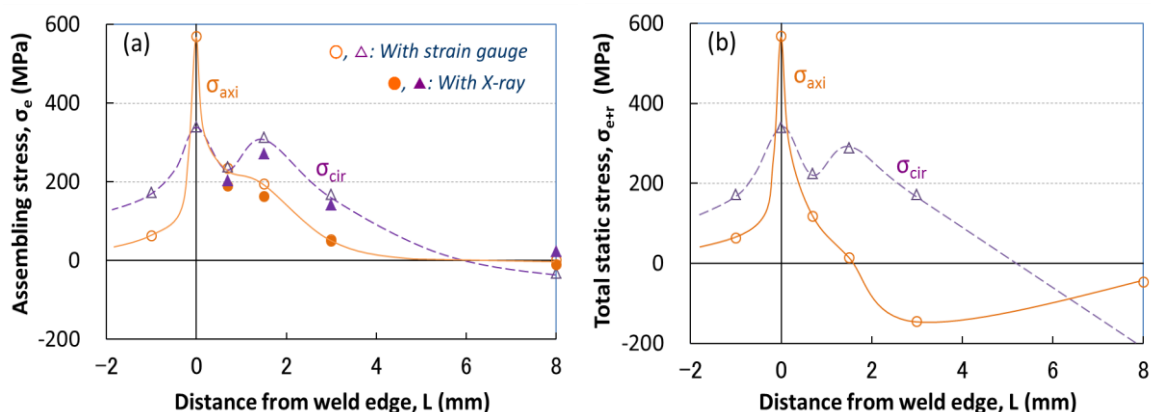 (a)
○, △: With strain gauge
●, ▲: With X-ray
σaxi
σcir
Assembling stress, σe (MPa)
600
400
200
0
-200
−2
0
2
4
6
8
Distance from weld edge, L (mm)
(b)
σaxi
σcir
Total static stress, σe+r (MPa)
600
400
200
0
-200
−2
0
2
4
6
8
Distance from weld edge, L (mm)